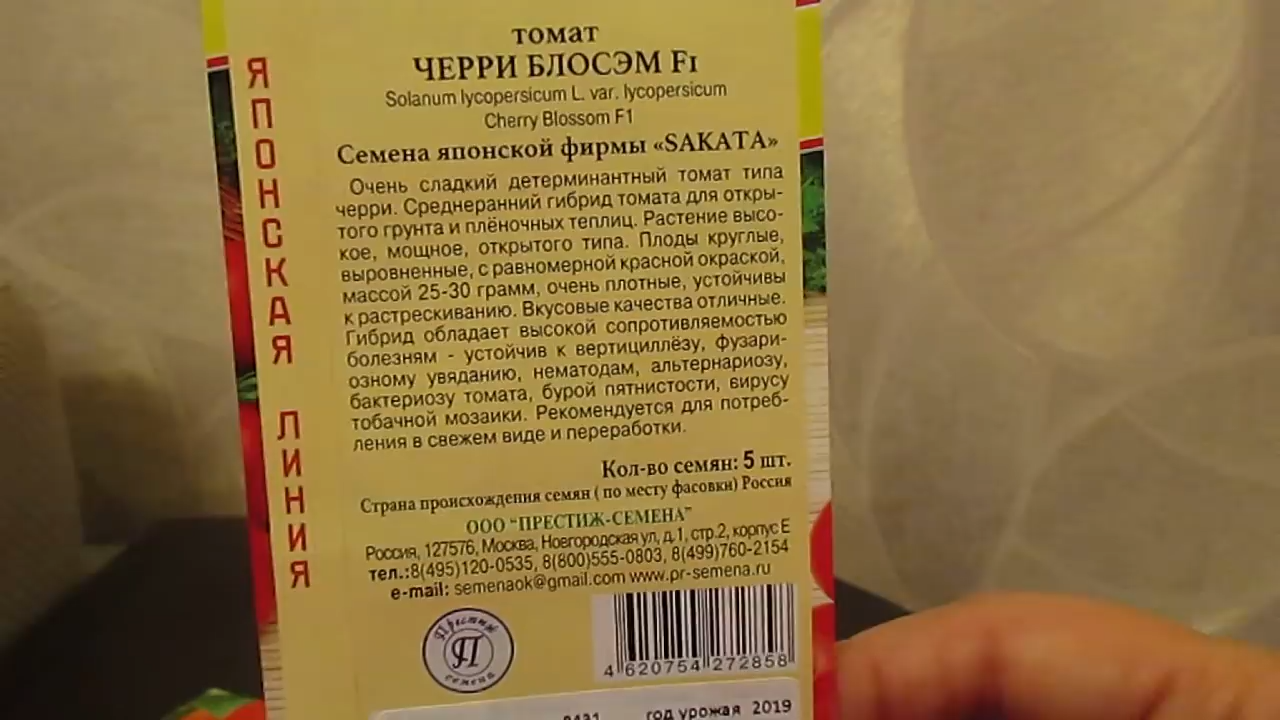 ЯПОНСКАЯ ЛИНИЯ
томат
ЧЕРРИ БЛОСЭМ F1
Solanum lycopersicum L. var. lycopersicum
Cherry Blossom F1
Семена японской фирмы «SAKATA»
Очень сладкий детерминантный томат типа
черри. Среднеранний гибрид томата для откры-
того грунта и плёночных теплиц. Растение высо-
кое, мощное, открытого типа. Плоды круглые,
выровненные, с равномерной красной окраской,
массой 25-30 грамм, очень плотные, устойчивы
к растрескиванию. Вкусовые качества отличные.
Гибрид обладает высокой сопротивляемостью
болезням - устойчив к вертициллёзу, фузари-
озному увяданию, нематодам, альтернариозу,
бактериозу томата, бурой пятнистости, вирусу
тобачной мозаики. Рекомендуется для потреб-
ления в свежем виде и переработки.
Кол-во семян: 5 шт.
Страна происхождения семян ( по месту фасовки) Россия
ООО "ПРЕСТИЖ-СЕМЕНА"
Россия, 127576, Москва, Новгородская ул, д.1, стр.2, корпус Е
тел.:8(495)120-0535, 8(800)555-0803, 8(499)760-2154
e-mail: semenaok@gmail.com www.pr-semena.ru
Престиж
П
семена
4 620754 272858
год урожая 2019